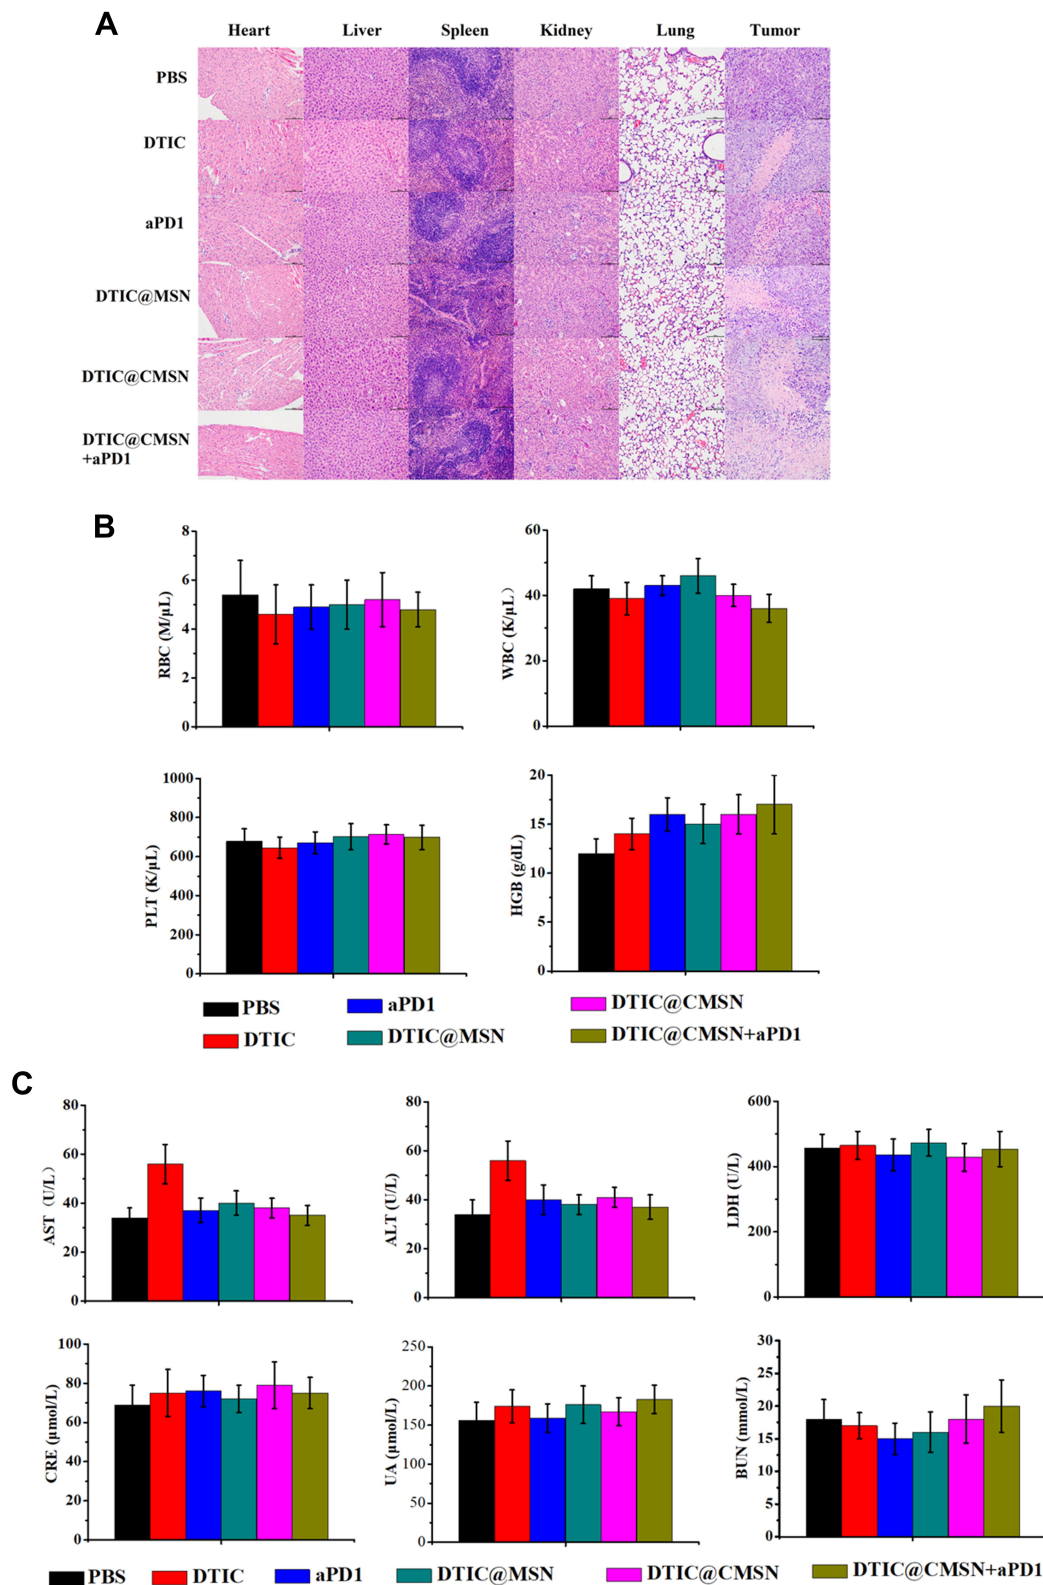 A
Heart Liver Spleen Kidney Lung Tumor
PBS
DTIC
aPD1
DTIC@MSN
DTIC@CMSN
DTIC@CMSN
+aPD1
B
RBC (M/μL)
8
6
4
2
0
WBC (K/μL)
60
40
20
0
PLT (K/μL)
1000
800
600
400
200
0
HGB (g/dL)
20
15
10
5
0
PBS aPD1 DTIC@CMSN
DTIC DTIC@MSN DTIC@CMSN+aPD1
C
AST (U/L)
80
60
40
20
0
ALT (U/L)
80
60
40
20
0
LDH (U/L)
600
400
200
0
CRE (μmol/L)
100
80
60
40
20
0
UA (μmol/L)
250
200
150
100
50
0
BUN (mmol/L)
30
25
20
15
10
5
0
PBS DTIC aPD1 DTIC@MSN DTIC@CMSN DTIC@CMSN+aPD1